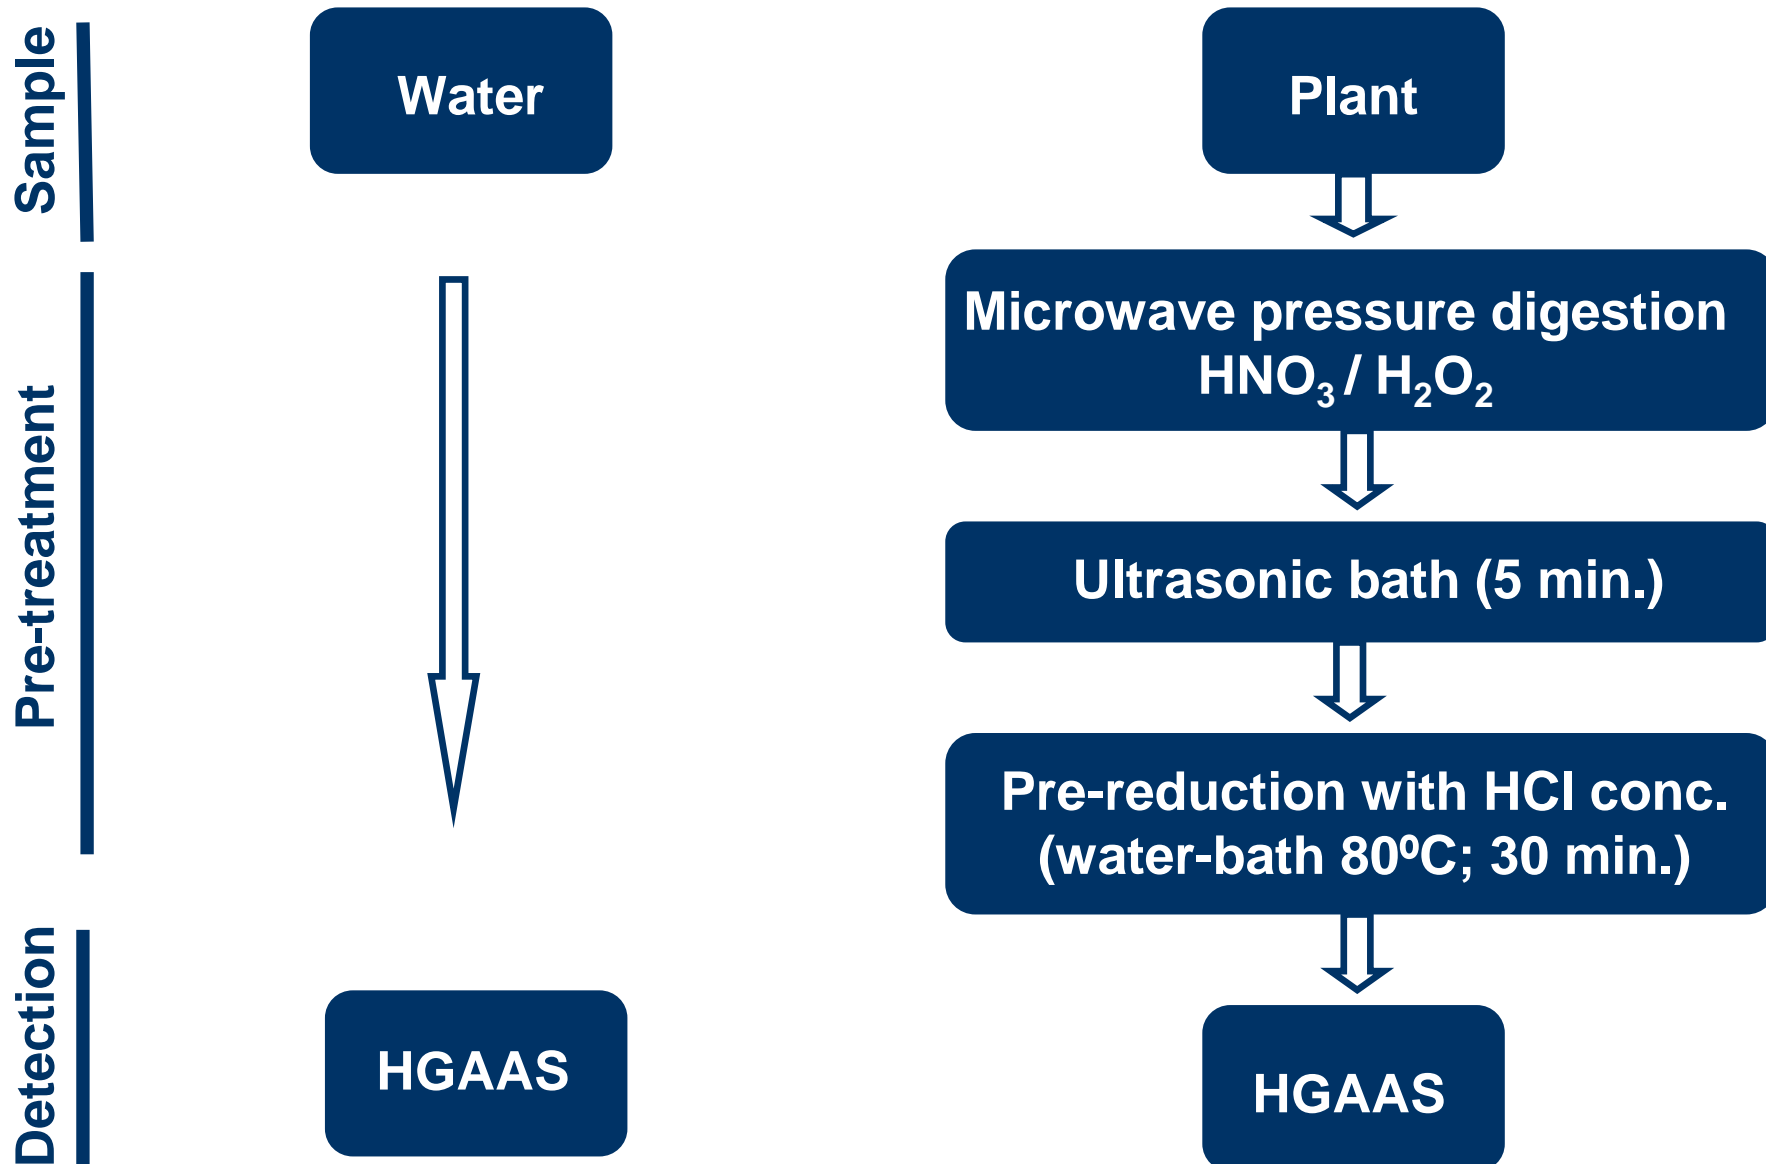 Sample
Water
Plant
Pre-treatment
Microwave pressure digestion
HNO₃ / H₂O₂
Ultrasonic bath (5 min.)
Pre-reduction with HCl conc.
(water-bath 80ºC; 30 min.)
Detection
HGAAS
HGAAS